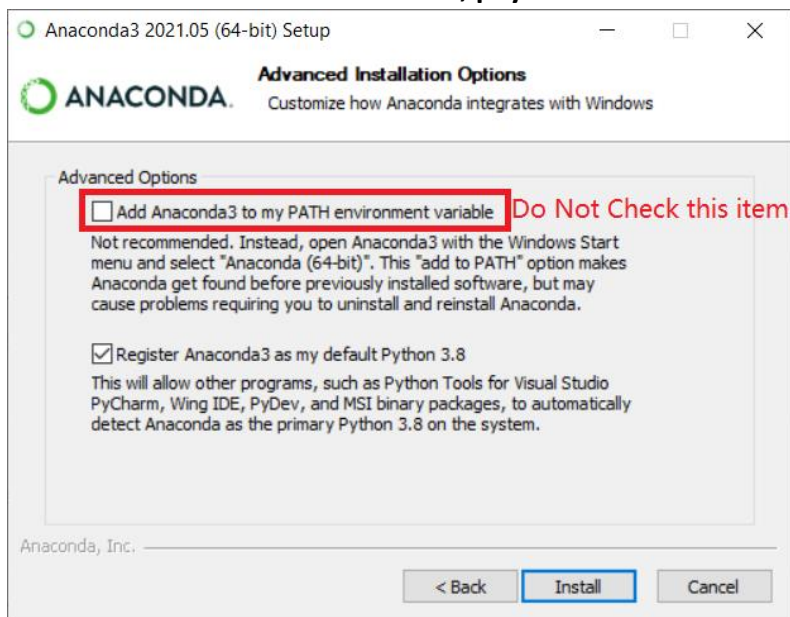 Anaconda3 2021.05 (64-bit) Setup
ANACONDA.
Advanced Installation Options
Customize how Anaconda integrates with Windows
Advanced Options
Add Anaconda3 to my PATH environment variable Do Not Check this item
Not recommended. Instead, open Anaconda3 with the Windows Start
menu and select "Anaconda (64-bit)". This "add to PATH" option makes
Anaconda get found before previously installed software, but may
cause problems requiring you to uninstall and reinstall Anaconda.
Register Anaconda3 as my default Python 3.8
This will allow other programs, such as Python Tools for Visual Studio
PyCharm, Wing IDE, PyDev, and MSI binary packages, to automatically
detect Anaconda as the primary Python 3.8 on the system.
Anaconda, Inc.
< Back Install Cancel